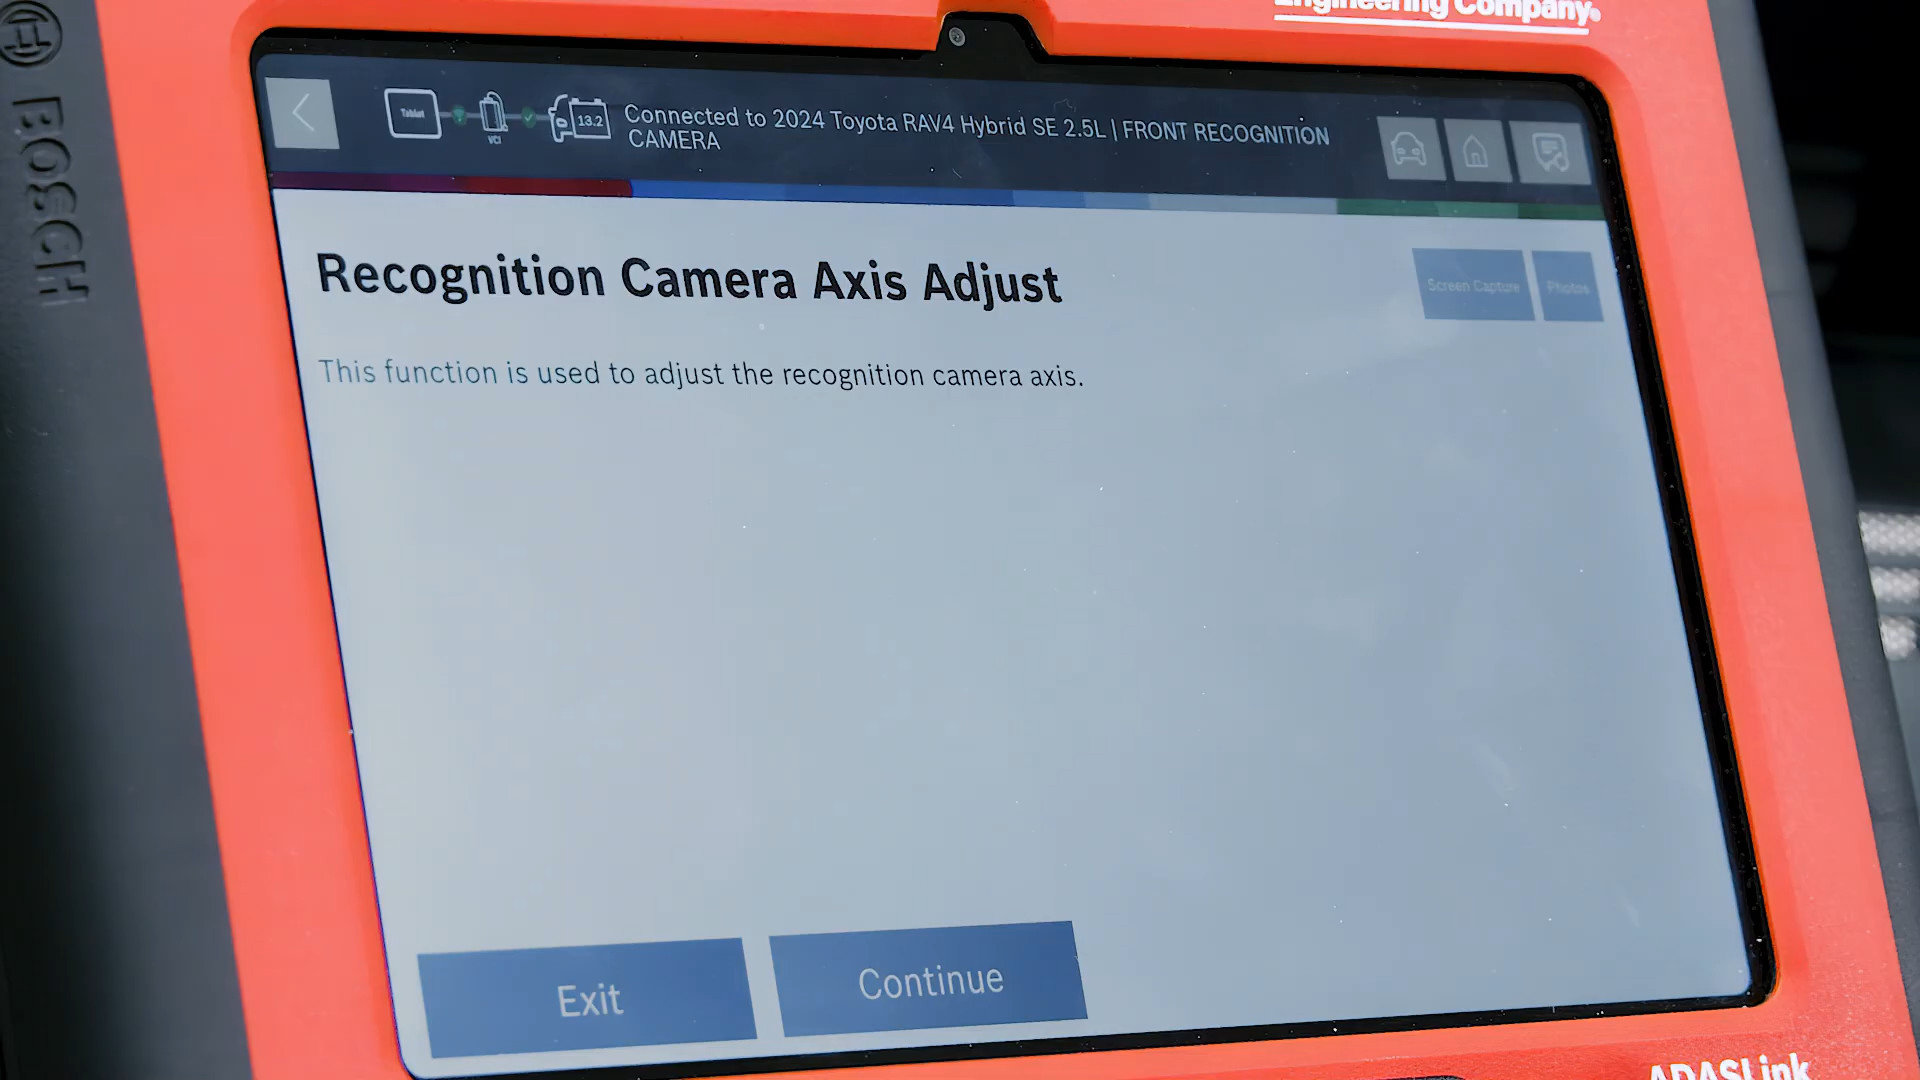 Engineering Company®
BOSCH
Tablet
VCI
13.2
Connected to 2024 Toyota RAV4 Hybrid SE 2.5L | FRONT RECOGNITION
CAMERA
Recognition Camera Axis Adjust
Screen Capture
Photos
This function is used to adjust the recognition camera axis.
Exit
Continue
ADASLink